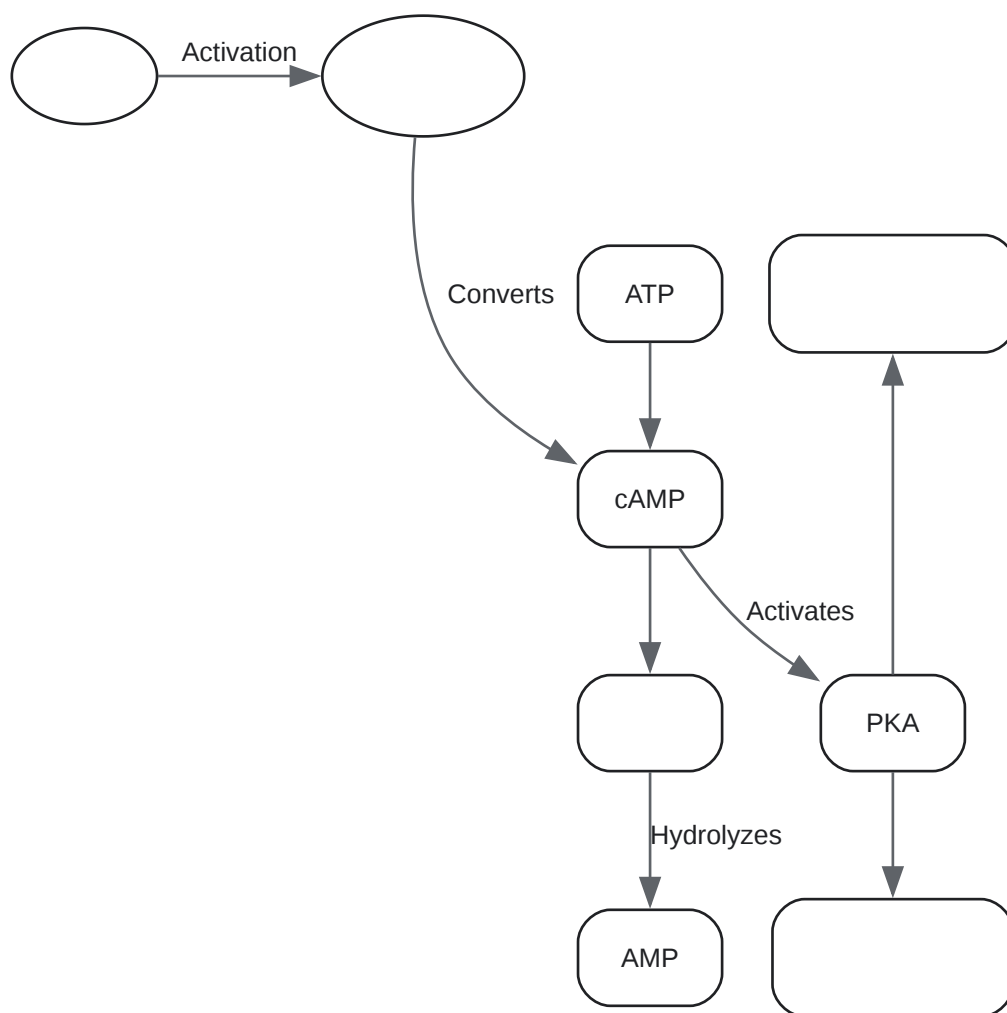 Activation
Converts
ATP
cAMP
Activates
PKA
Hydrolyzes
AMP